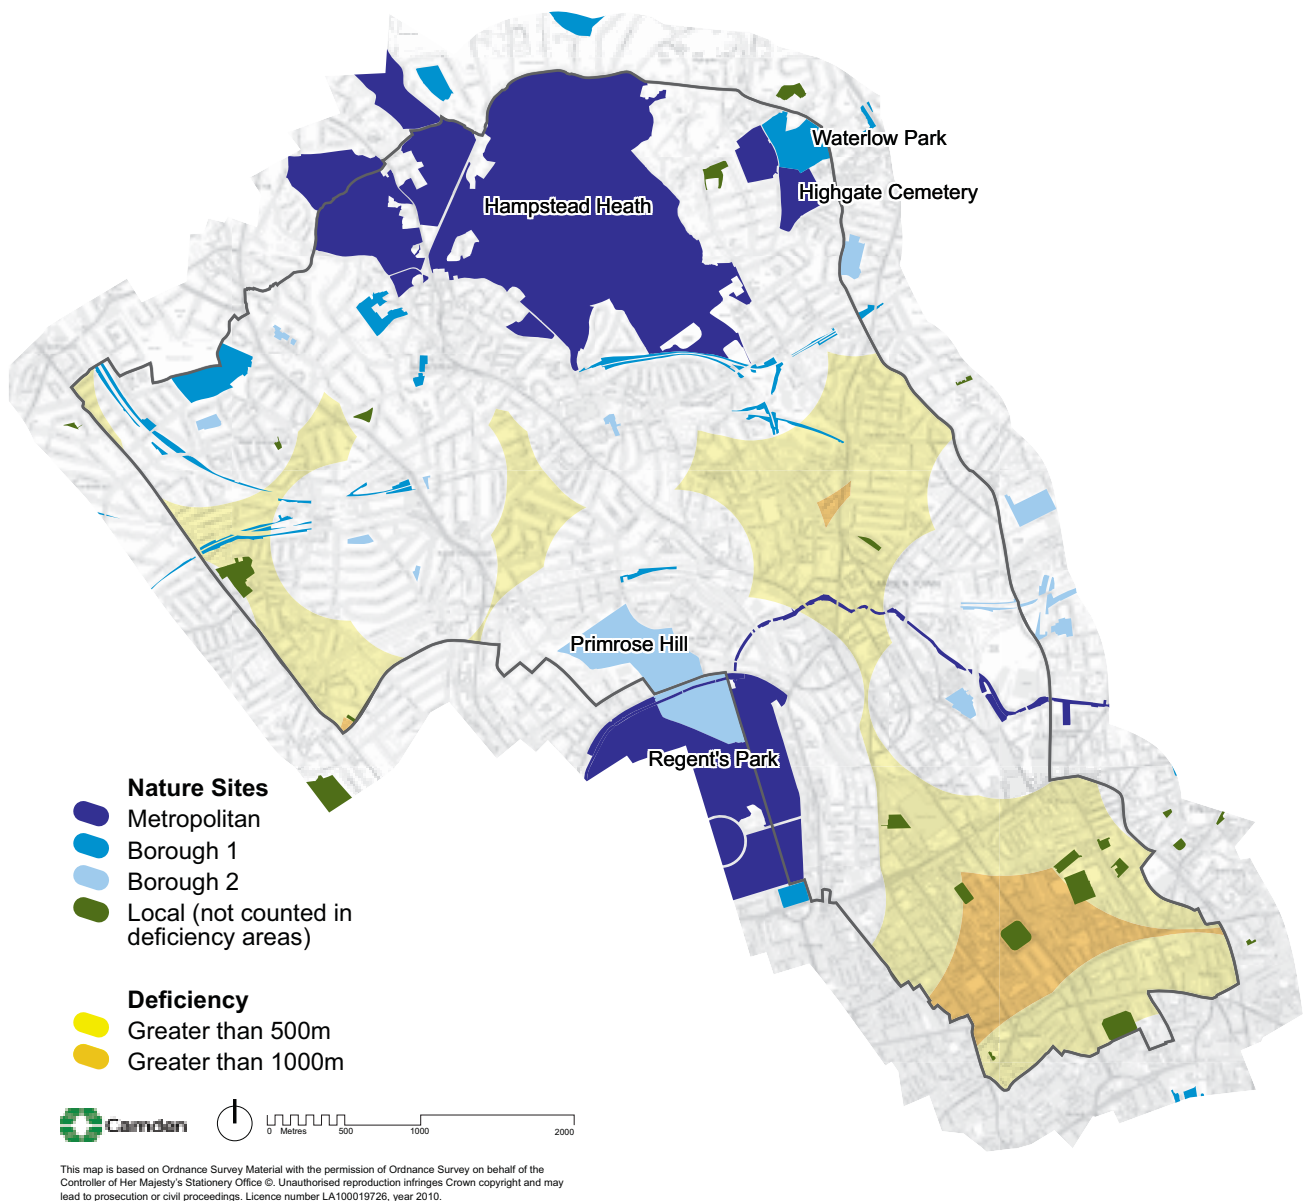 Waterlow Park
Highgate Cemetery
Hampstead Heath
Primrose Hill
Regent's Park
Nature Sites
Metropolitan
Borough 1
Borough 2
Local (not counted in
deficiency areas)
Deficiency
Greater than 500m
Greater than 1000m
Camden
0 Metres 500 1000 2000
This map is based on Ordnance Survey Material with the permission of Ordnance Survey on behalf of the
Controller of Her Majesty's Stationery Office ©. Unauthorised reproduction infringes Crown copyright and may
lead to prosecution or civil proceedings. Licence number LA100019726, year 2010.